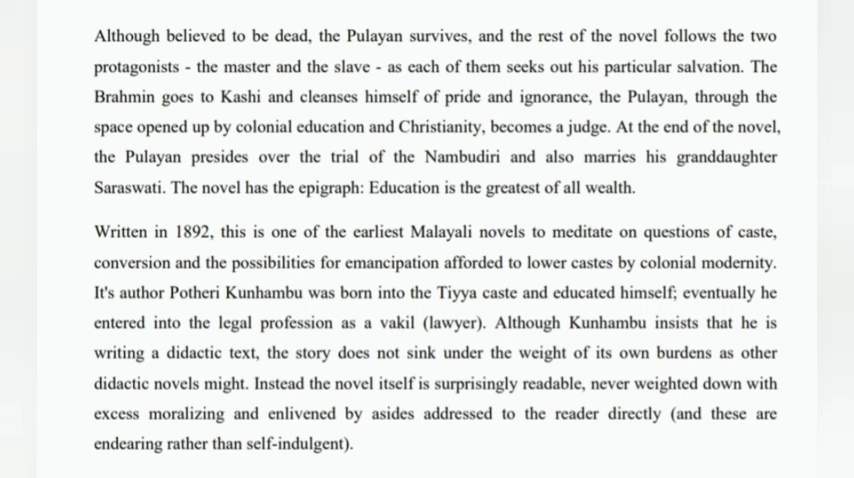 Although believed to be dead, the Pulayan survives, and the rest of the novel follows the two
protagonists - the master and the slave - as each of them seeks out his particular salvation. The
Brahmin goes to Kashi and cleanses himself of pride and ignorance, the Pulayan, through the
space opened up by colonial education and Christianity, becomes a judge. At the end of the novel,
the Pulayan presides over the trial of the Nambudiri and also marries his granddaughter
Saraswati. The novel has the epigraph: Education is the greatest of all wealth.
Written in 1892, this is one of the earliest Malayali novels to meditate on questions of caste,
conversion and the possibilities for emancipation afforded to lower castes by colonial modernity.
It's author Potheri Kunhambu was born into the Tiyya caste and educated himself; eventually he
entered into the legal profession as a vakil (lawyer). Although Kunhambu insists that he is
writing a didactic text, the story does not sink under the weight of its own burdens as other
didactic novels might. Instead the novel itself is surprisingly readable, never weighted down with
excess moralizing and enlivened by asides addressed to the reader directly (and these are
endearing rather than self-indulgent).